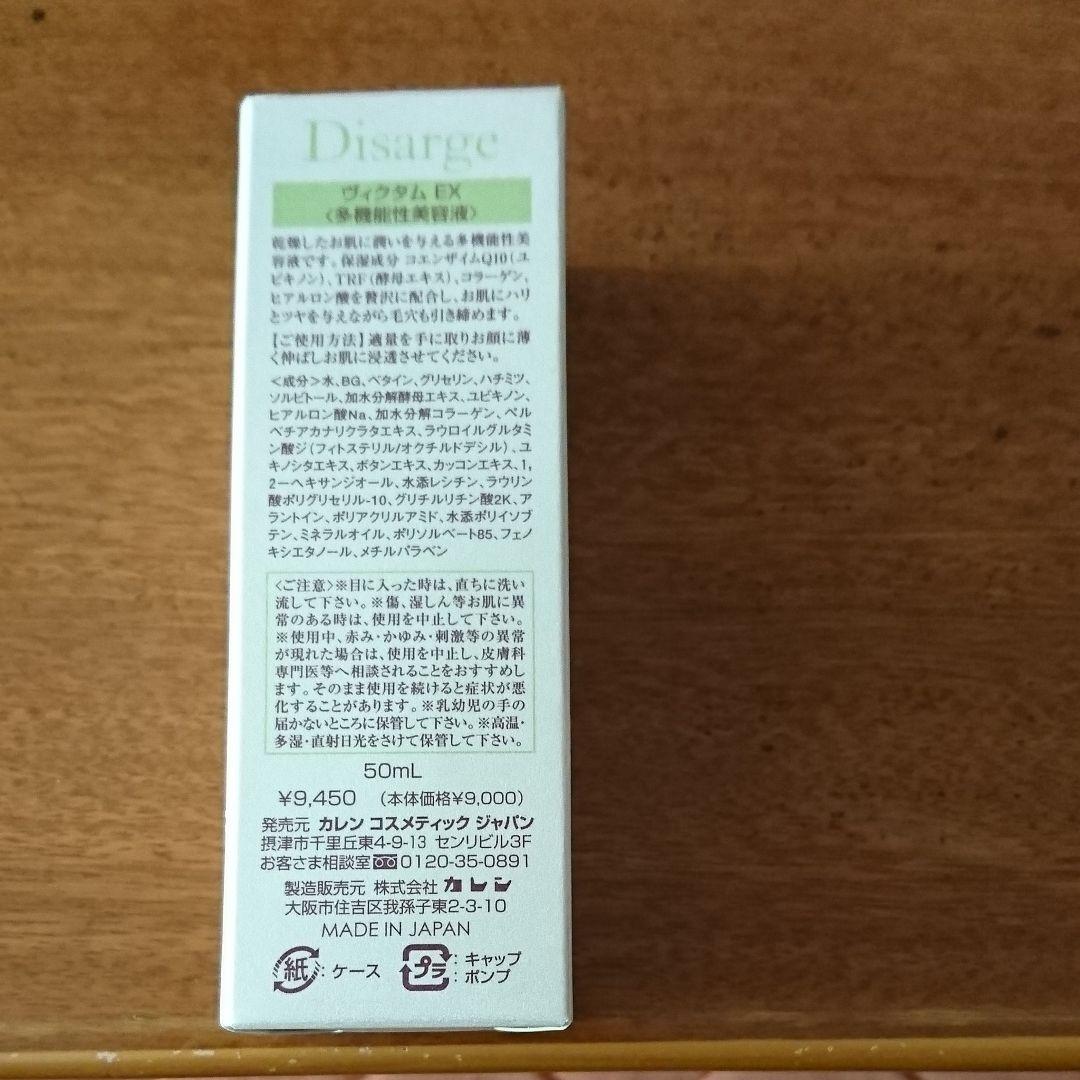 Disarge
ヴィクタム EX
〈多機能性美容液〉
乾燥したお肌に潤いを与える多機能性美
容液です。保湿成分 コエンザイムQ10(ユ
ビキノン)、TRF(酵母エキス)、コラーゲン、
ヒアルロン酸を贅沢に配合し、お肌にハリ
とツヤを与えながら毛穴も引き締めます。
【ご使用方法】適量を手に取りお顔に薄
く伸ばしお肌に浸透させてください。
<成分>水、BG、ベタイン、グリセリン、ハチミツ、
ソルビトール、加水分解酵母エキス、ユビキノン、
ヒアルロン酸Na、加水分解コラーゲン、ベル
ベチアカナリクラタエキス、ラウロイルグルタミ
ン酸ジ(フィトステリル/オクチルドデシル)、ユ
キノシタエキス、ボタンエキス、カッコンエキス、1,
2ーヘキサンジオール、水添レシチン、ラウリン
酸ポリグリセリル-10、グリチルリチン酸2K、ア
ラントイン、ポリアクリルアミド、水添ポリイソブ
テン、ミネラルオイル、ポリソルベート85、フェノ
キシエタノール、メチルパラベン
<ご注意>※目に入った時は、直ちに洗い
流して下さい。※傷、湿しん等お肌に異
常のある時は、使用を中止して下さい。
※使用中、赤み・かゆみ・刺激等の異常
が現れた場合は、使用を中止し、皮膚科
専門医等へ相談されることをおすすめし
ます。そのまま使用を続けると症状が悪
化することがあります。※乳幼児の手の
届かないところに保管して下さい。※高温・
多湿・直射日光をさけて保管して下さい。
50mL
¥9,450 (本体価格¥9,000)
発売元 カレン コスメティック ジャパン
摂津市千里丘東4-9-13 センリビル3F
お客さま相談室 0120-35-0891
製造販売元 株式会社 カレン
大阪市住吉区我孫子東2-3-10
MADE IN JAPAN
紙:ケース
プラ:キャップ
:ポンプ